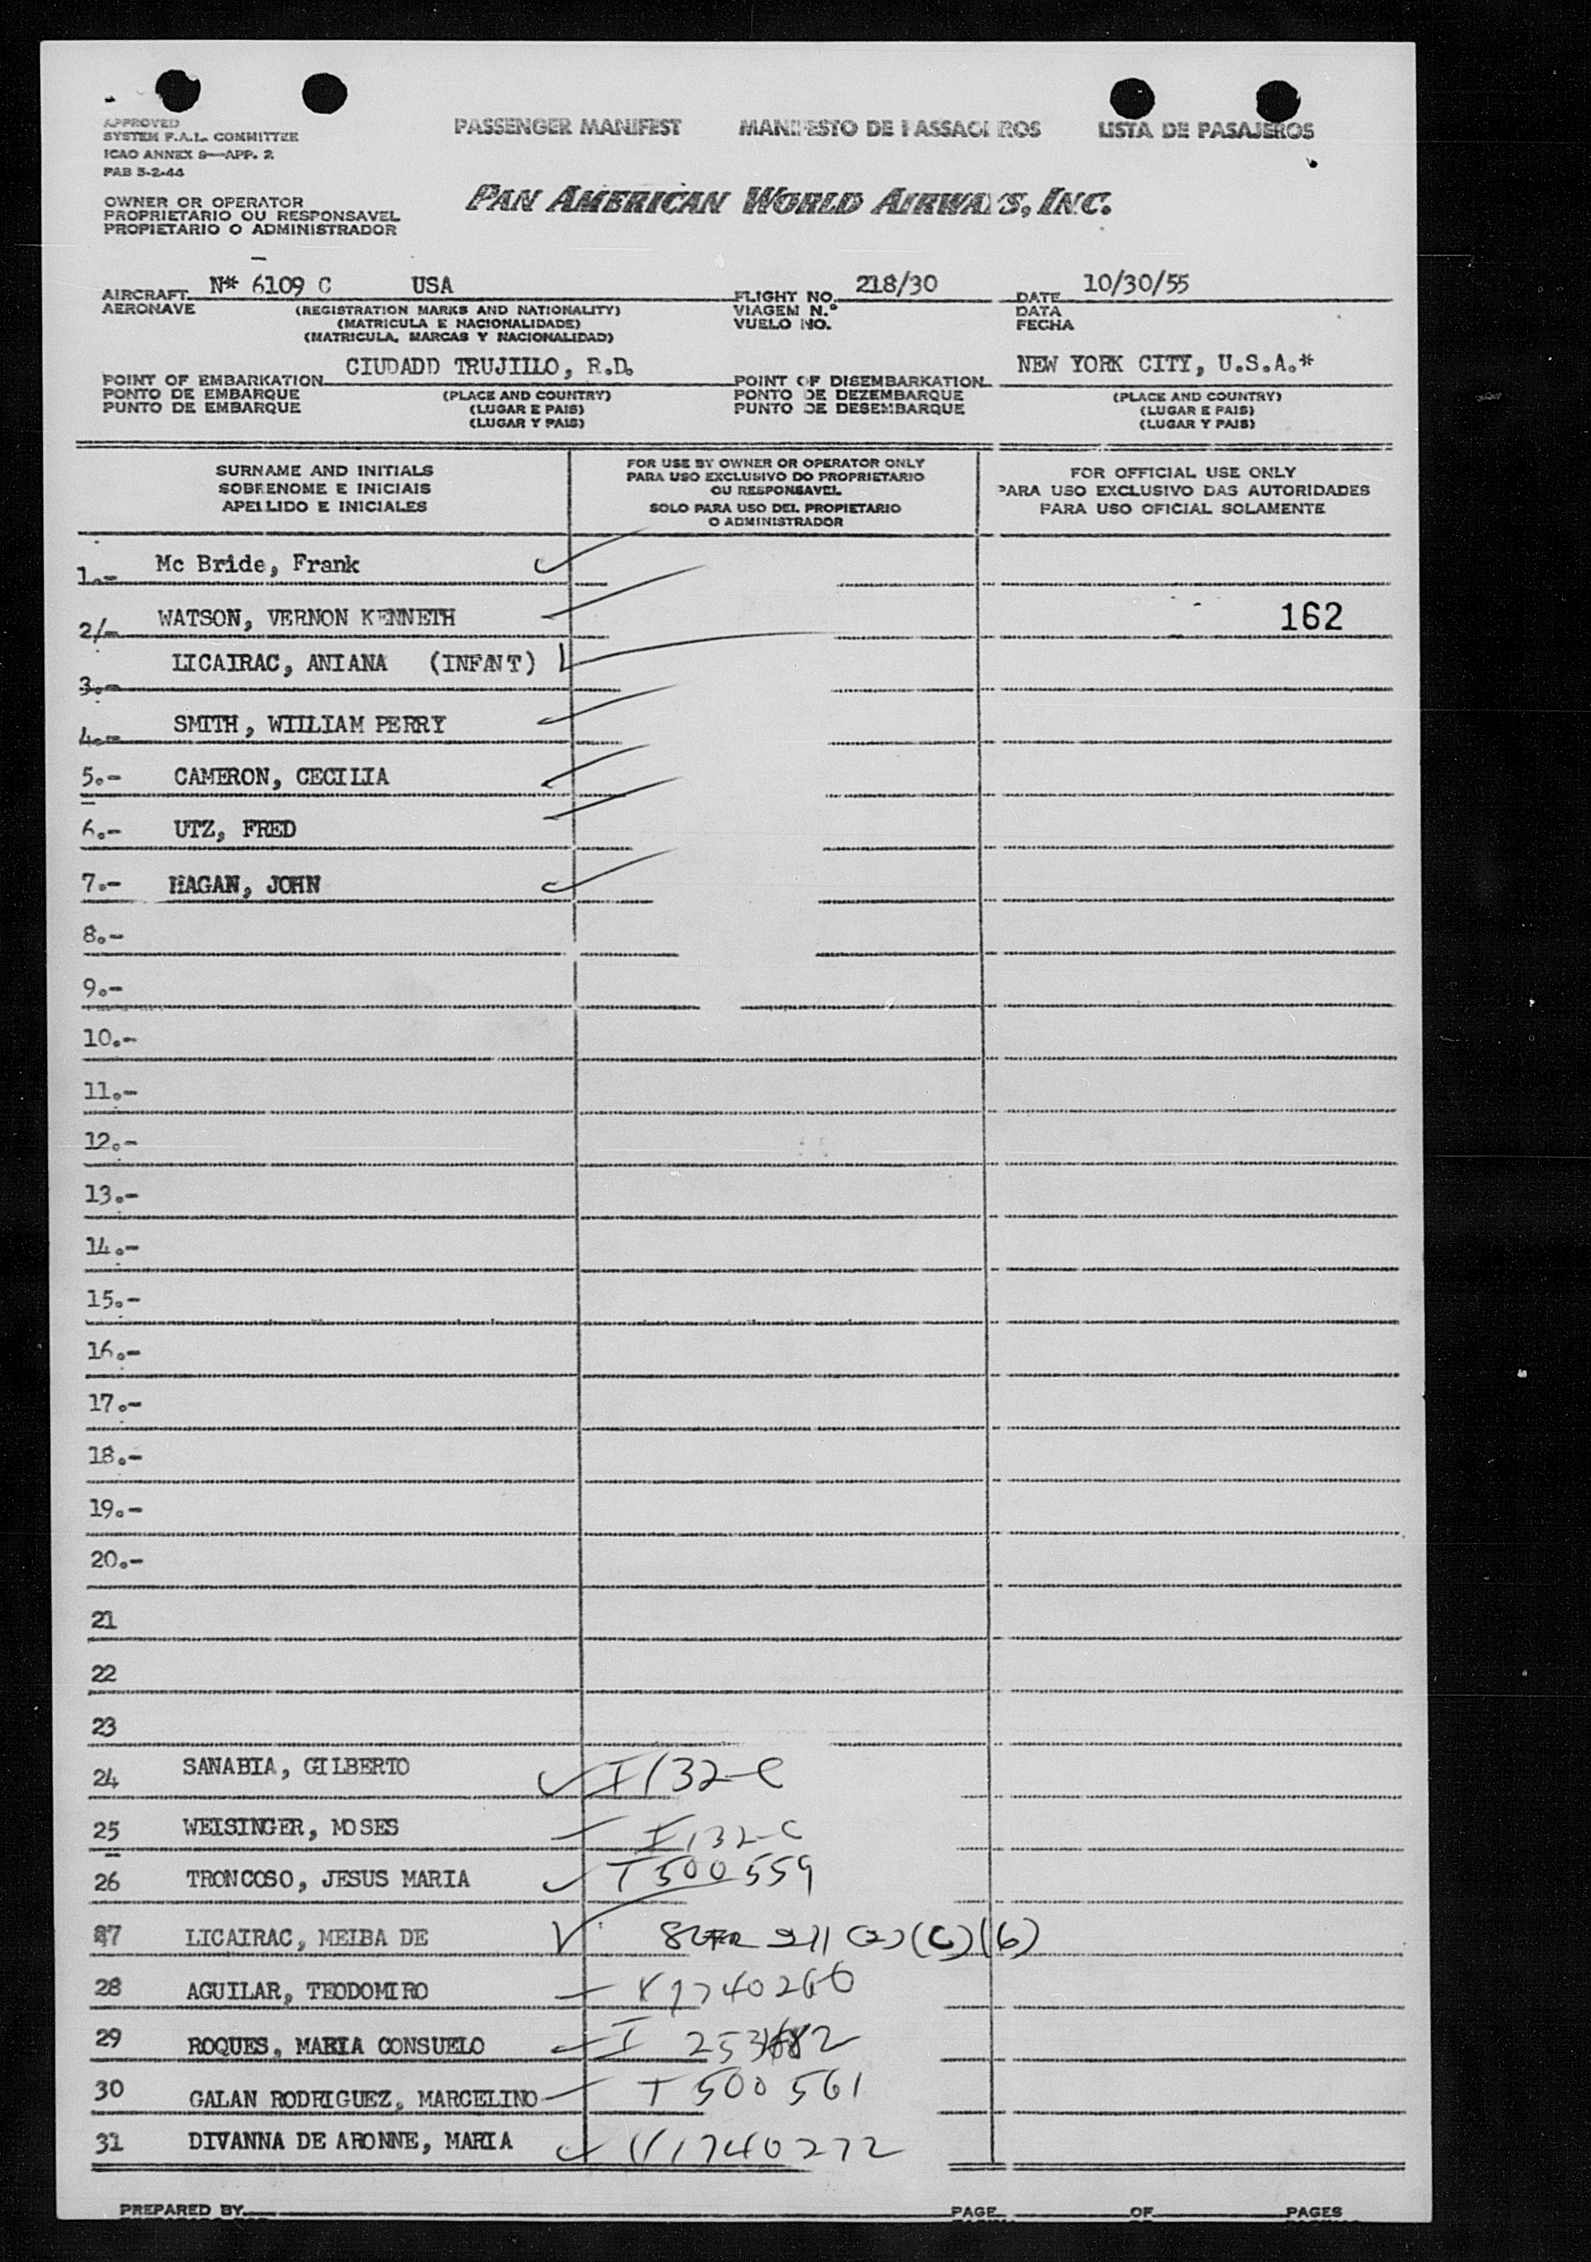 APPROVED
SYSTEM F.A.L. COMMITTEE
ICAO ANNEX 9—APP. 2
PAB 5-2-44
PASSENGER MANIFEST MANIFESTO DE PASSAGEIROS LISTA DE PASAJEROS
OWNER OR OPERATOR
PROPRIETARIO OU RESPONSAVEL
PROPIETARIO O ADMINISTRADOR
PAN AMERICAN WORLD AIRWAYS, INC.
AIRCRAFT N* 6109 C USA FLIGHT NO. 218/30 DATE 10/30/55
AERONAVE (REGISTRATION MARKS AND NATIONALITY) VIAGEM N.º DATA
(MATRICULA E NACIONALIDADE) VUELO NO. FECHA
(MATRICULA, MARCAS Y NACIONALIDAD)
POINT OF EMBARKATION CIUDADD TRUJILLO, R.D. POINT OF DISEMBARKATION NEW YORK CITY, U.S.A.*
PONTO DE EMBARQUE (PLACE AND COUNTRY) PONTO DE DEZEMBARQUE (PLACE AND COUNTRY)
PUNTO DE EMBARQUE (LUGAR E PAIS) PUNTO DE DESEMBARQUE (LUGAR E PAIS)
(LUGAR Y PAIS) (LUGAR Y PAIS)
SURNAME AND INITIALS
SOBRENOME E INICIAIS
APELLIDO E INICIALES
FOR USE BY OWNER OR OPERATOR ONLY
PARA USO EXCLUSIVO DO PROPRIETARIO
OU RESPONSAVEL
SOLO PARA USO DEL PROPIETARIO
O ADMINISTRADOR
FOR OFFICIAL USE ONLY
PARA USO EXCLUSIVO DAS AUTORIDADES
PARA USO OFICIAL SOLAMENTE
1.- Mc Bride, Frank
2/- WATSON, VERNON KENNETH 162
3.- LICAIRAC, ANIANA (INFANT)
4.- SMITH, WILLIAM PERRY
5.- CAMERON, CECILIA
6.- UTZ, FRED
7.- HAGAN, JOHN
8.-
9.-
10.-
11.-
12.-
13.-
14.-
15.-
16.-
17.-
18.-
19.-
20.-
21
22
23
24 SANABIA, GILBERTO I 132-C
25 WEISINGER, MOSES I 132-C
26 TRONCOSO, JESUS MARIA T 500559
27 LICAIRAC, MEIBA DE 8 CFR 211 (2)(C)(6)
28 AGUILAR, TEODOMIRO V1740266
29 ROQUES, MARIA CONSUELO I
30 GALAN RODRIGUEZ, MARCELINO T 500561
31 DIVANNA DE ARONNE, MARIA V1740272
PREPARED BY PAGE OF PAGES